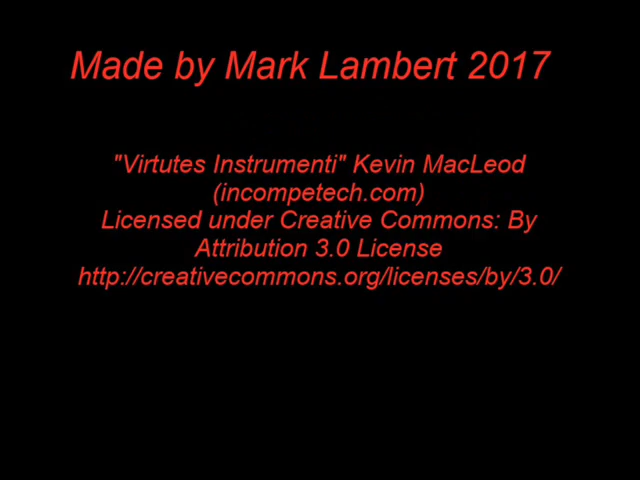 Made by Mark Lambert 2017
"Virtutes Instrumenti" Kevin MacLeod
(incompetech.com)
Licensed under Creative Commons: By
Attribution 3.0 License
http://creativecommons.org/licenses/by/3.0/